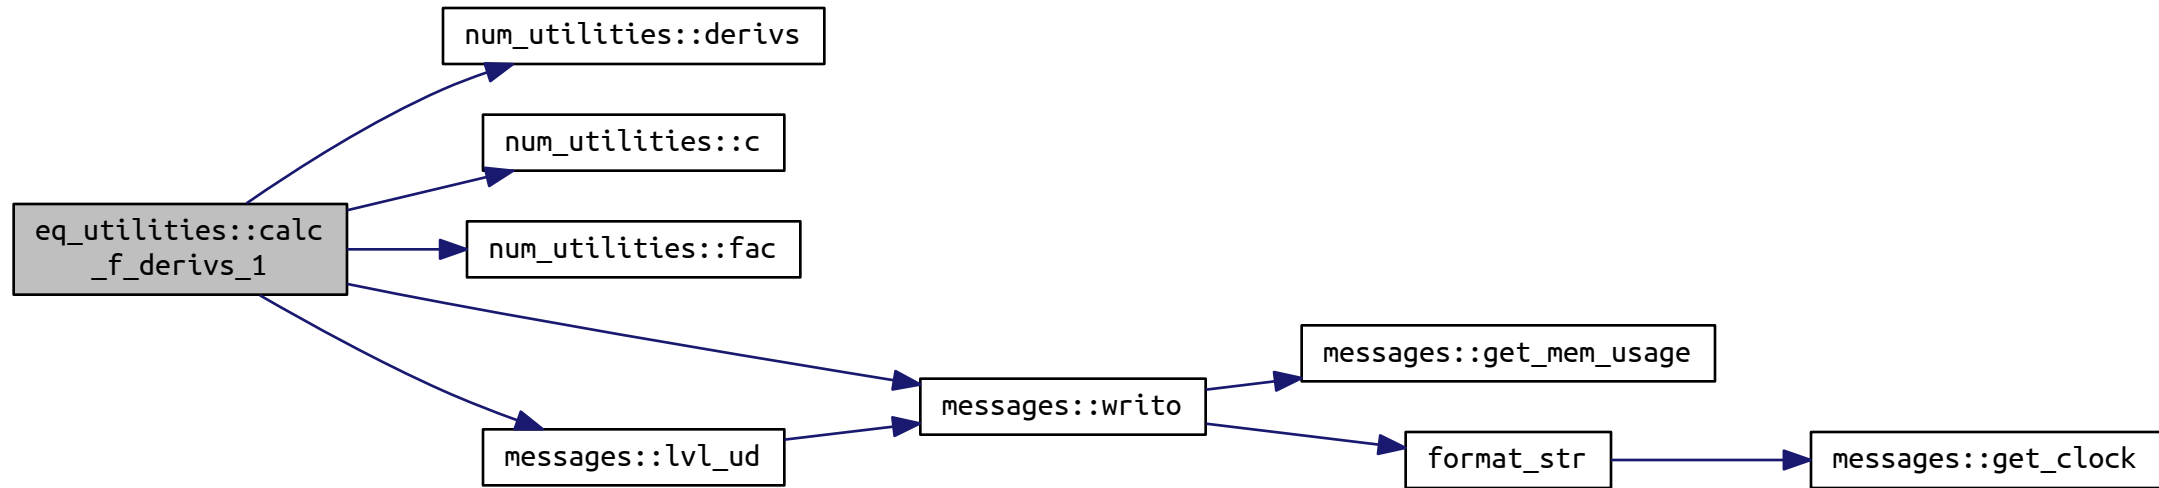 num_utilities::derivs
num_utilities::c
eq_utilities::calc
_f_derivs_1
num_utilities::fac
messages::get_mem_usage
messages::writo
messages::lvl_ud
format_str
messages::get_clock